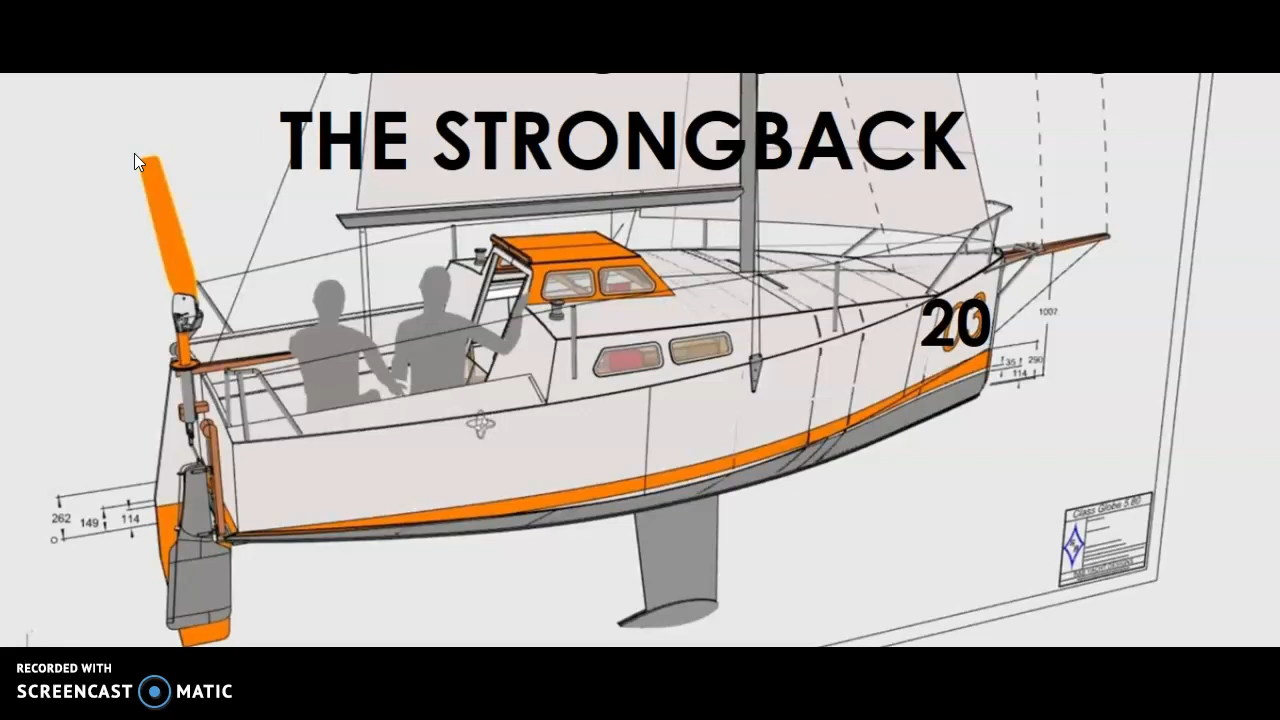 THE STRONGBACK
20
1007
35
290
114
262
149
114
Class Globe 5.80
RECORDED WITH
SCREENCAST MATIC